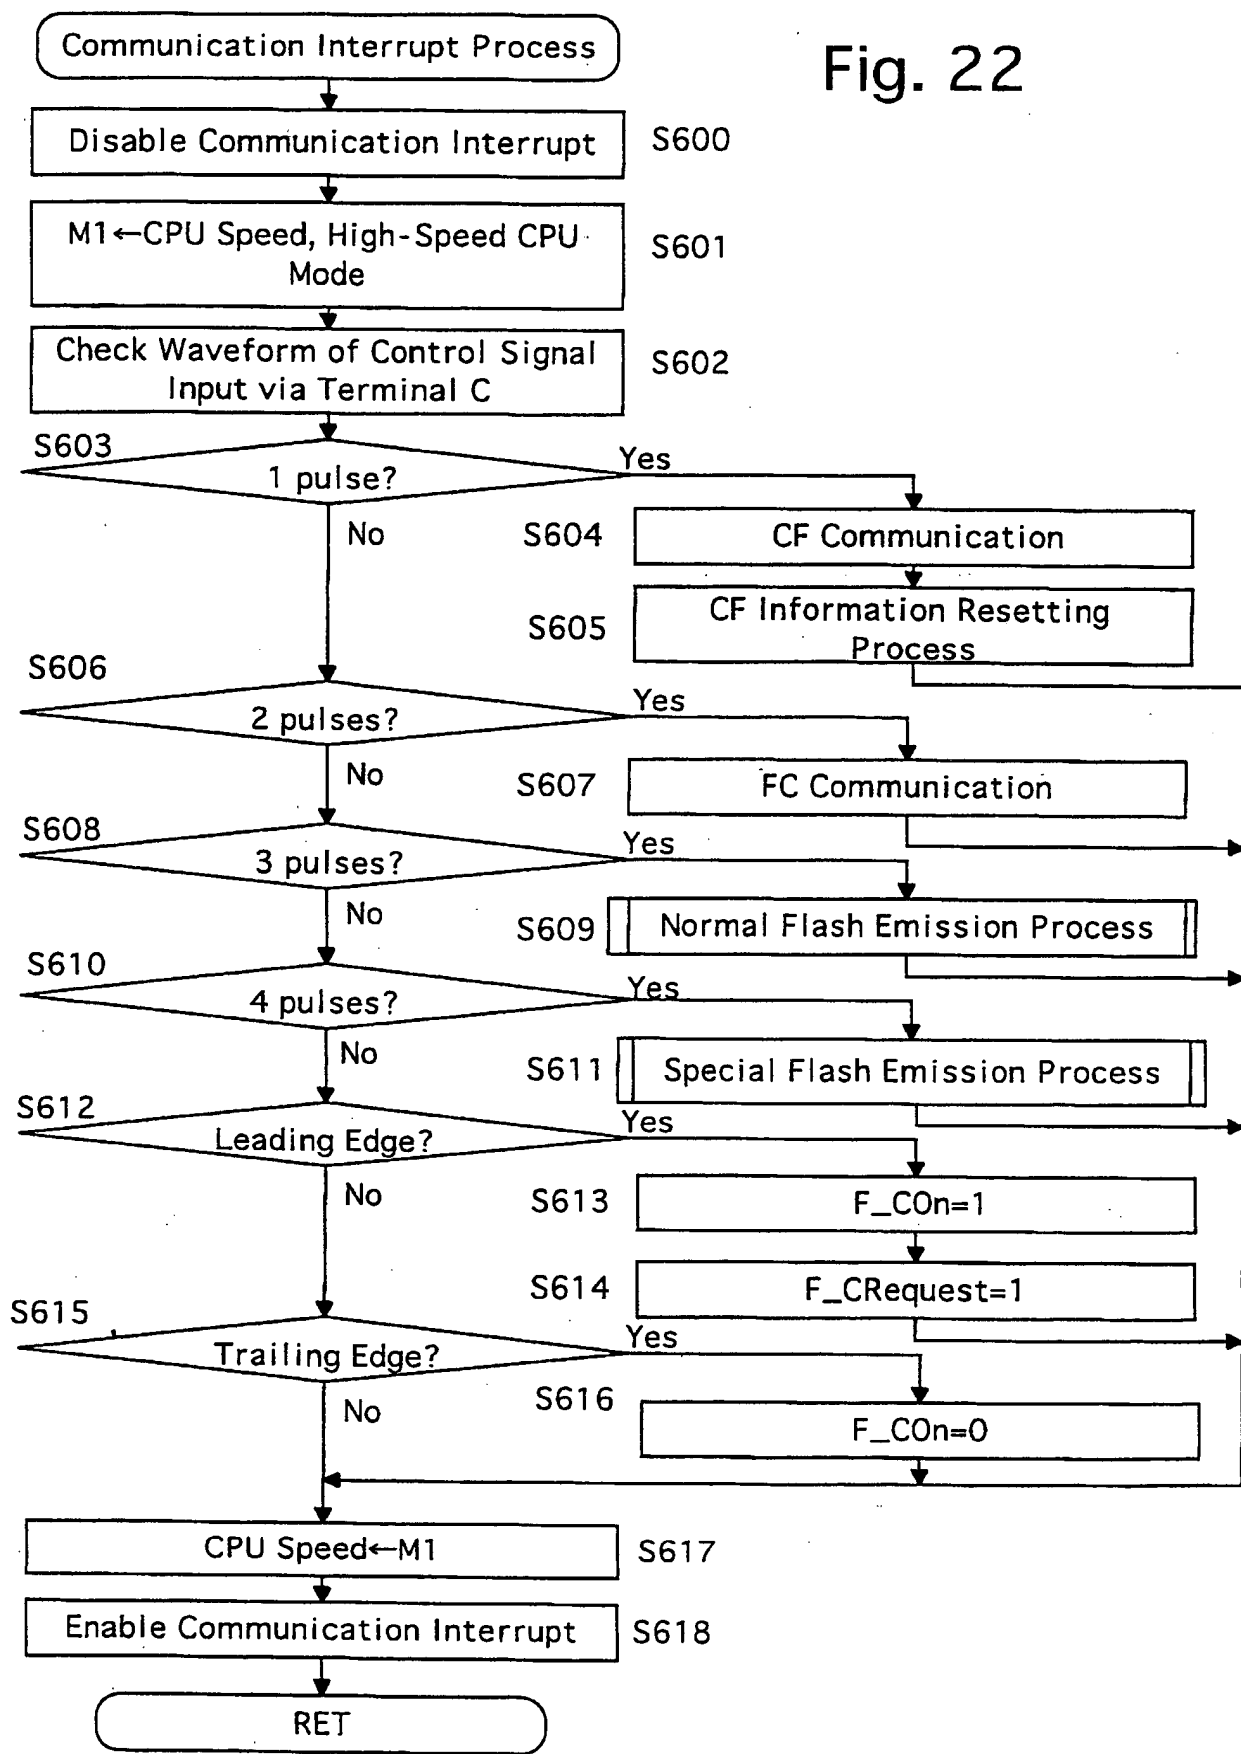 Communication Interrupt Process
Fig. 22
Disable Communication Interrupt
S600
M1←CPU Speed, High-Speed CPU
Mode
S601
Check Waveform of Control Signal
Input via Terminal C
S602
S603
1 pulse?
Yes
No
S604
CF Communication
S605
CF Information Resetting
Process
S606
2 pulses?
Yes
No
S607
FC Communication
S608
3 pulses?
Yes
No
S609
Normal Flash Emission Process
S610
4 pulses?
Yes
No
S611
Special Flash Emission Process
S612
Leading Edge?
Yes
No
S613
F_COn=1
S614
F_CRequest=1
S615
Trailing Edge?
Yes
No
S616
F_COn=0
CPU Speed←M1
S617
Enable Communication Interrupt
S618
RET